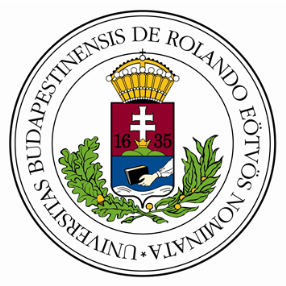 UNIVERSITAS BUDAPESTINENSIS DE ROLANDO EÖTVÖS NOMINATA *
16 35